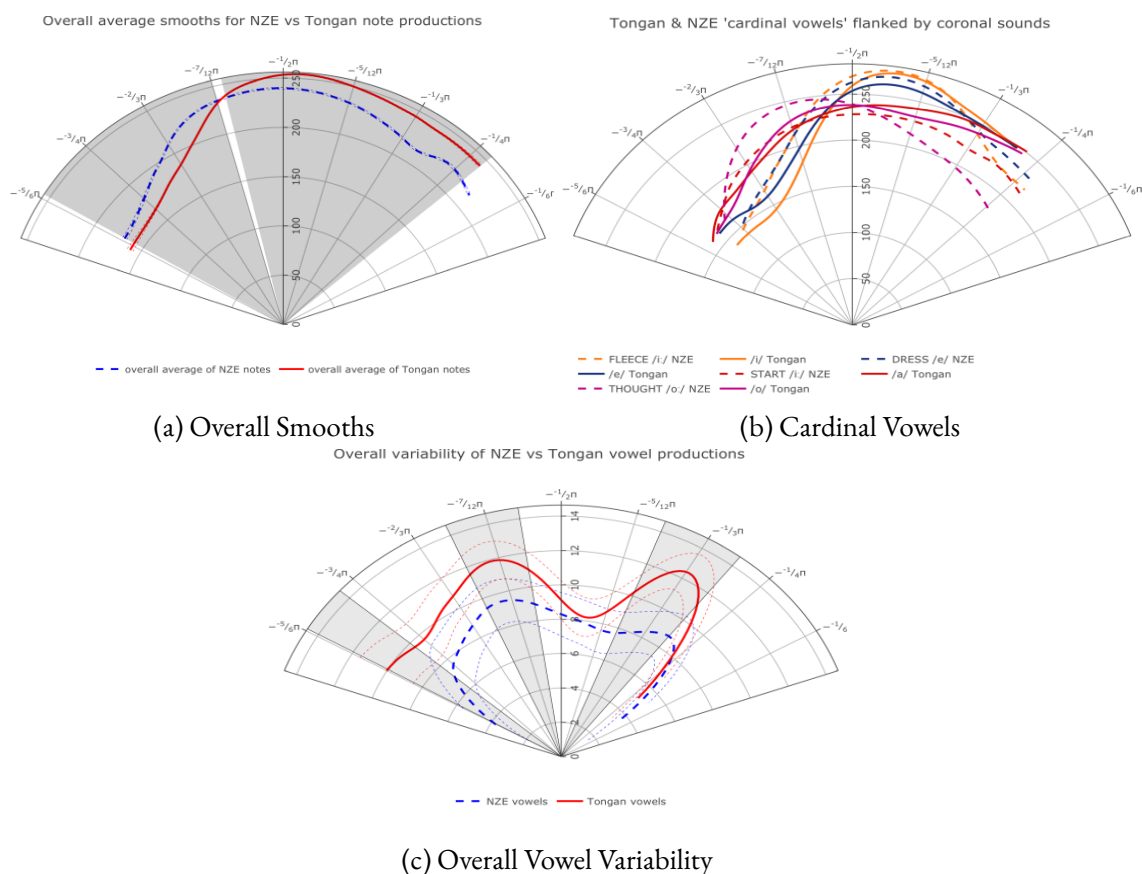 Overall average smooths for NZE vs Tongan note productions
−1/2π
−7/12π
−5/12π
−2/3π
−1/3π
−3/4π
−1/4π
−5/6π
−1/6π
250
200
150
100
50
0
overall average of NZE notes overall average of Tongan notes
(a) Overall Smooths
Tongan & NZE 'cardinal vowels' flanked by coronal sounds
−1/2π
−7/12π
−5/12π
−2/3π
−1/3π
−3/4π
−1/4π
−5/6π
−1/6π
250
200
150
100
50
0
FLEECE /iː/ NZE /i/ Tongan DRESS /e/ NZE
/e/ Tongan START /iː/ NZE /a/ Tongan
THOUGHT /oː/ NZE /o/ Tongan
(b) Cardinal Vowels
Overall variability of NZE vs Tongan vowel productions
−1/2π
−7/12π
−5/12π
−2/3π
−1/3π
−3/4π
−1/4π
−5/6π
−1/6
14
12
10
8
6
4
2
0
NZE vowels Tongan vowels
(c) Overall Vowel Variability